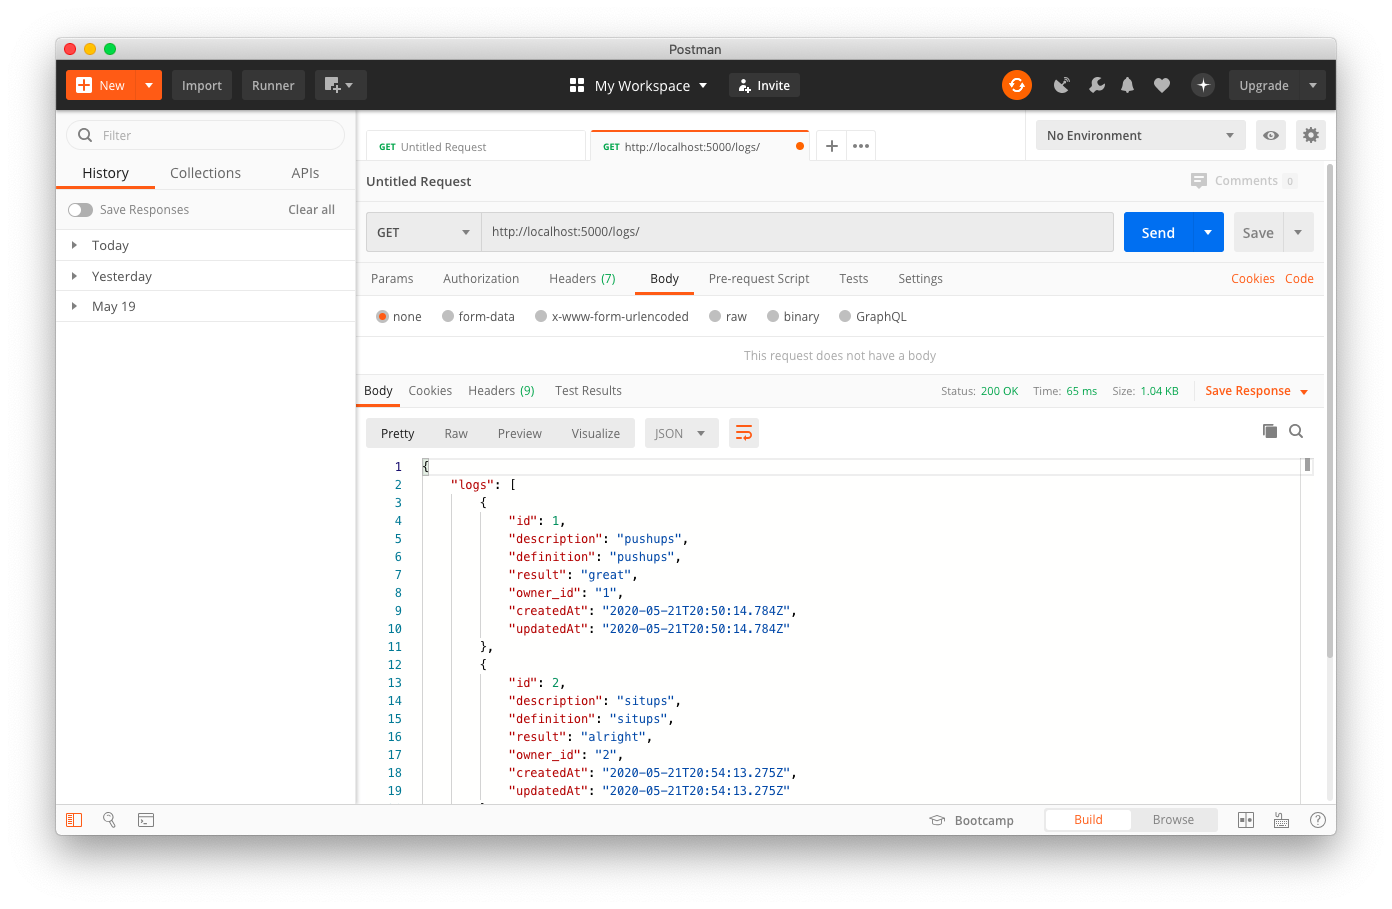 Postman
New Import Runner My Workspace Invite Upgrade
Filter
History Collections APIs
Save Responses Clear all
Today
Yesterday
May 19
GET Untitled Request GET http://localhost:5000/logs/ + ••• No Environment
Untitled Request Comments 0
GET http://localhost:5000/logs/ Send Save
Params Authorization Headers (7) Body Pre-request Script Tests Settings Cookies Code
none form-data x-www-form-urlencoded raw binary GraphQL
This request does not have a body
Body Cookies Headers (9) Test Results Status: 200 OK Time: 65 ms Size: 1.04 KB Save Response
Pretty Raw Preview Visualize JSON
1 {
2 "logs": [
3 {
4 "id": 1,
5 "description": "pushups",
6 "definition": "pushups",
7 "result": "great",
8 "owner_id": "1",
9 "createdAt": "2020-05-21T20:50:14.784Z",
10 "updatedAt": "2020-05-21T20:50:14.784Z"
11 },
12 {
13 "id": 2,
14 "description": "situps",
15 "definition": "situps",
16 "result": "alright",
17 "owner_id": "2",
18 "createdAt": "2020-05-21T20:54:13.275Z",
19 "updatedAt": "2020-05-21T20:54:13.275Z"
Bootcamp Build Browse ?